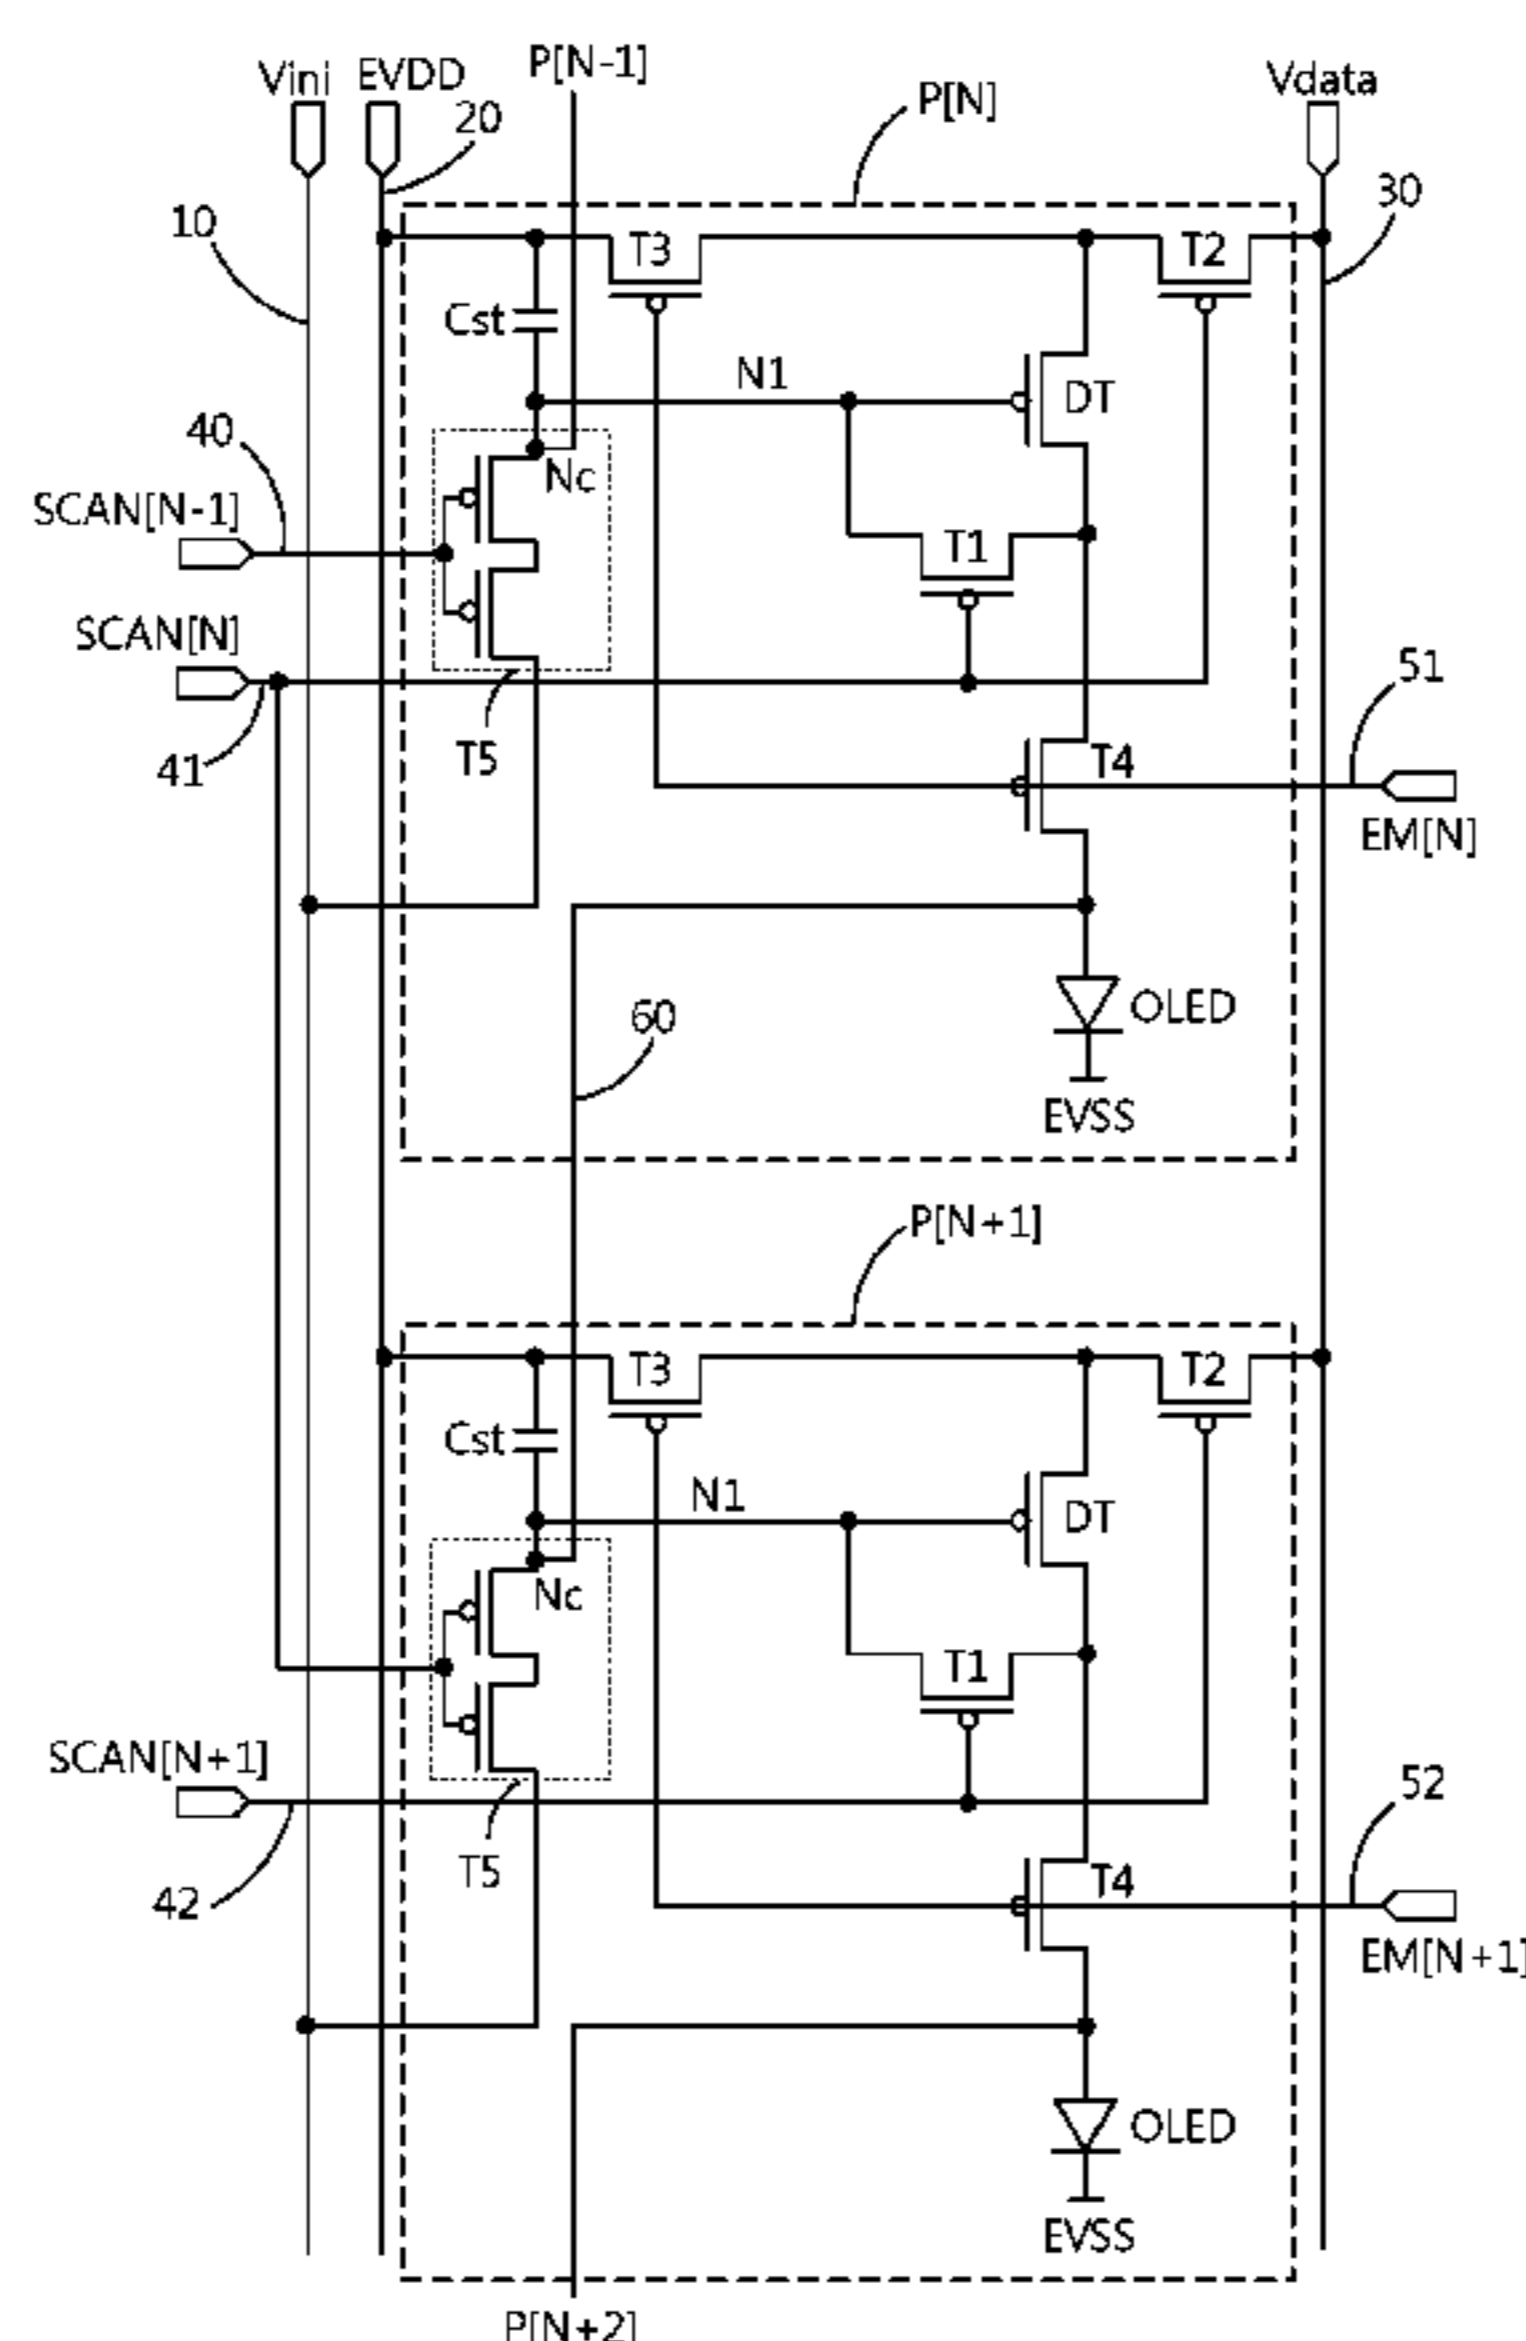 Vini
EVDD
P[N-1]
P[N]
Vdata
20
10
30
T3
T2
Cst
N1
DT
40
Nc
SCAN[N-1]
T1
SCAN[N]
51
41
T5
T4
EM[N]
60
OLED
EVSS
P[N+1]
T3
T2
Cst
N1
DT
Nc
T1
SCAN[N+1]
52
T5
T4
42
EM[N+1]
OLED
EVSS
P[N+2]